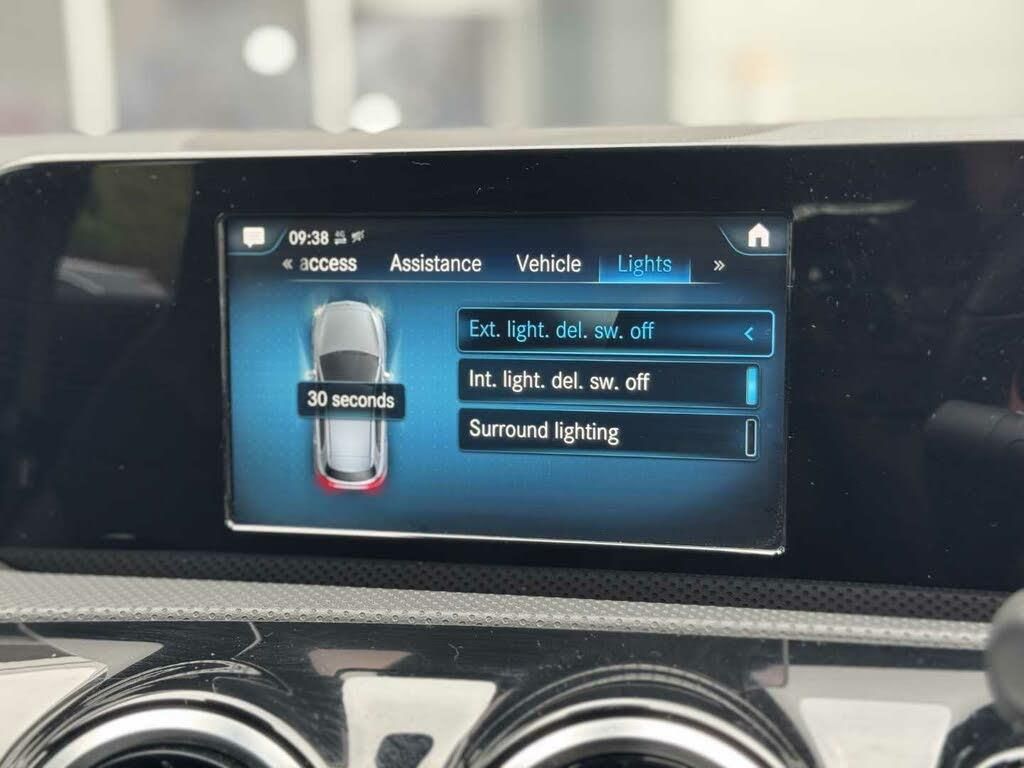 09:38 4G
« access Assistance Vehicle Lights »
Ext. light. del. sw. off <
Int. light. del. sw. off
30 seconds
Surround lighting